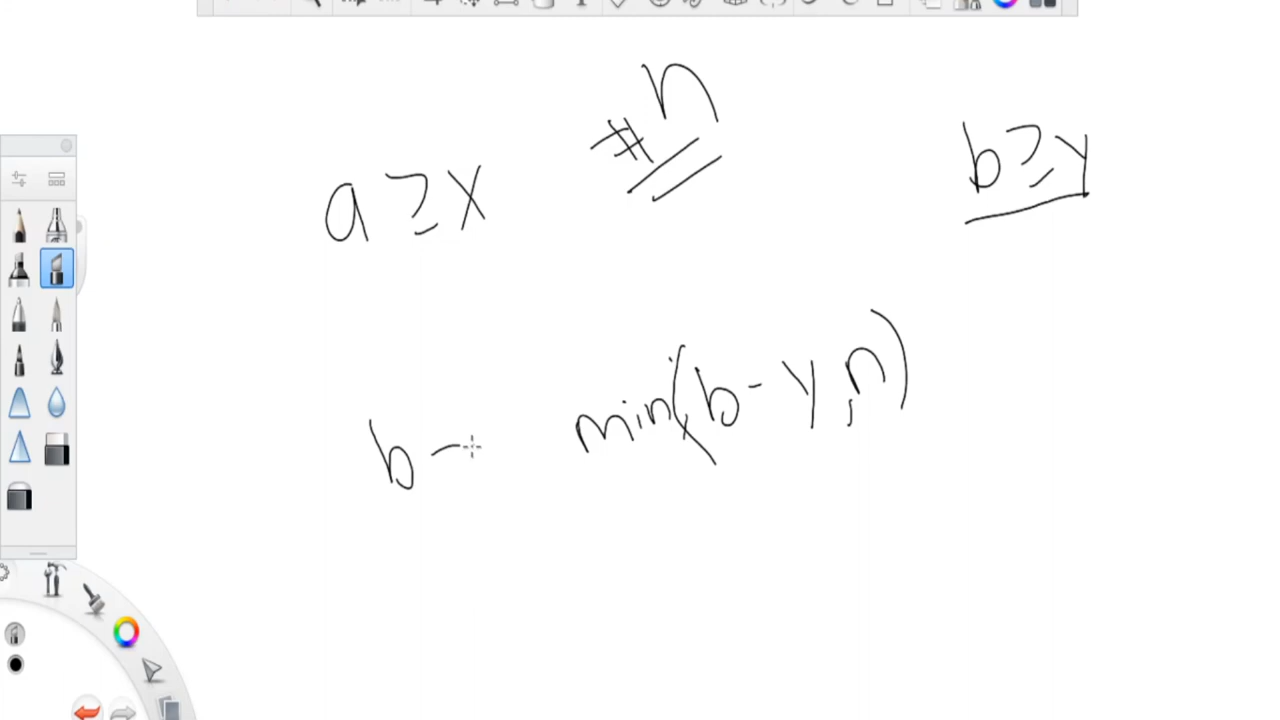 #n
a ≥ x
b ≥ y
b - min(b - y, n)